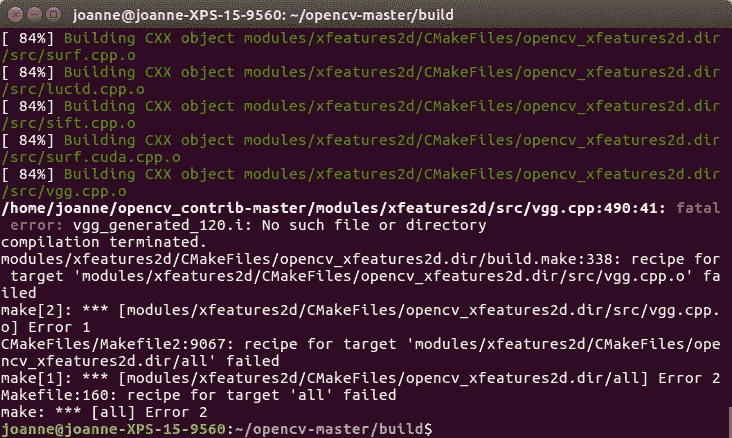 joanne@joanne-XPS-15-9560: ~/opencv-master/build
[ 84%] Building CXX object modules/xfeatures2d/CMakeFiles/opencv_xfeatures2d.dir
/src/surf.cpp.o
[ 84%] Building CXX object modules/xfeatures2d/CMakeFiles/opencv_xfeatures2d.dir
/src/lucid.cpp.o
[ 84%] Building CXX object modules/xfeatures2d/CMakeFiles/opencv_xfeatures2d.dir
/src/sift.cpp.o
[ 84%] Building CXX object modules/xfeatures2d/CMakeFiles/opencv_xfeatures2d.dir
/src/surf.cuda.cpp.o
[ 84%] Building CXX object modules/xfeatures2d/CMakeFiles/opencv_xfeatures2d.dir
/src/vgg.cpp.o
/home/joanne/opencv_contrib-master/modules/xfeatures2d/src/vgg.cpp:490:41: fatal
 error: vgg_generated_120.i: No such file or directory
compilation terminated.
modules/xfeatures2d/CMakeFiles/opencv_xfeatures2d.dir/build.make:338: recipe for
 target 'modules/xfeatures2d/CMakeFiles/opencv_xfeatures2d.dir/src/vgg.cpp.o' fa
iled
make[2]: *** [modules/xfeatures2d/CMakeFiles/opencv_xfeatures2d.dir/src/vgg.cpp.
o] Error 1
CMakeFiles/Makefile2:9067: recipe for target 'modules/xfeatures2d/CMakeFiles/ope
ncv_xfeatures2d.dir/all' failed
make[1]: *** [modules/xfeatures2d/CMakeFiles/opencv_xfeatures2d.dir/all] Error 2
Makefile:160: recipe for target 'all' failed
make: *** [all] Error 2
joanne@joanne-XPS-15-9560:~/opencv-master/build$